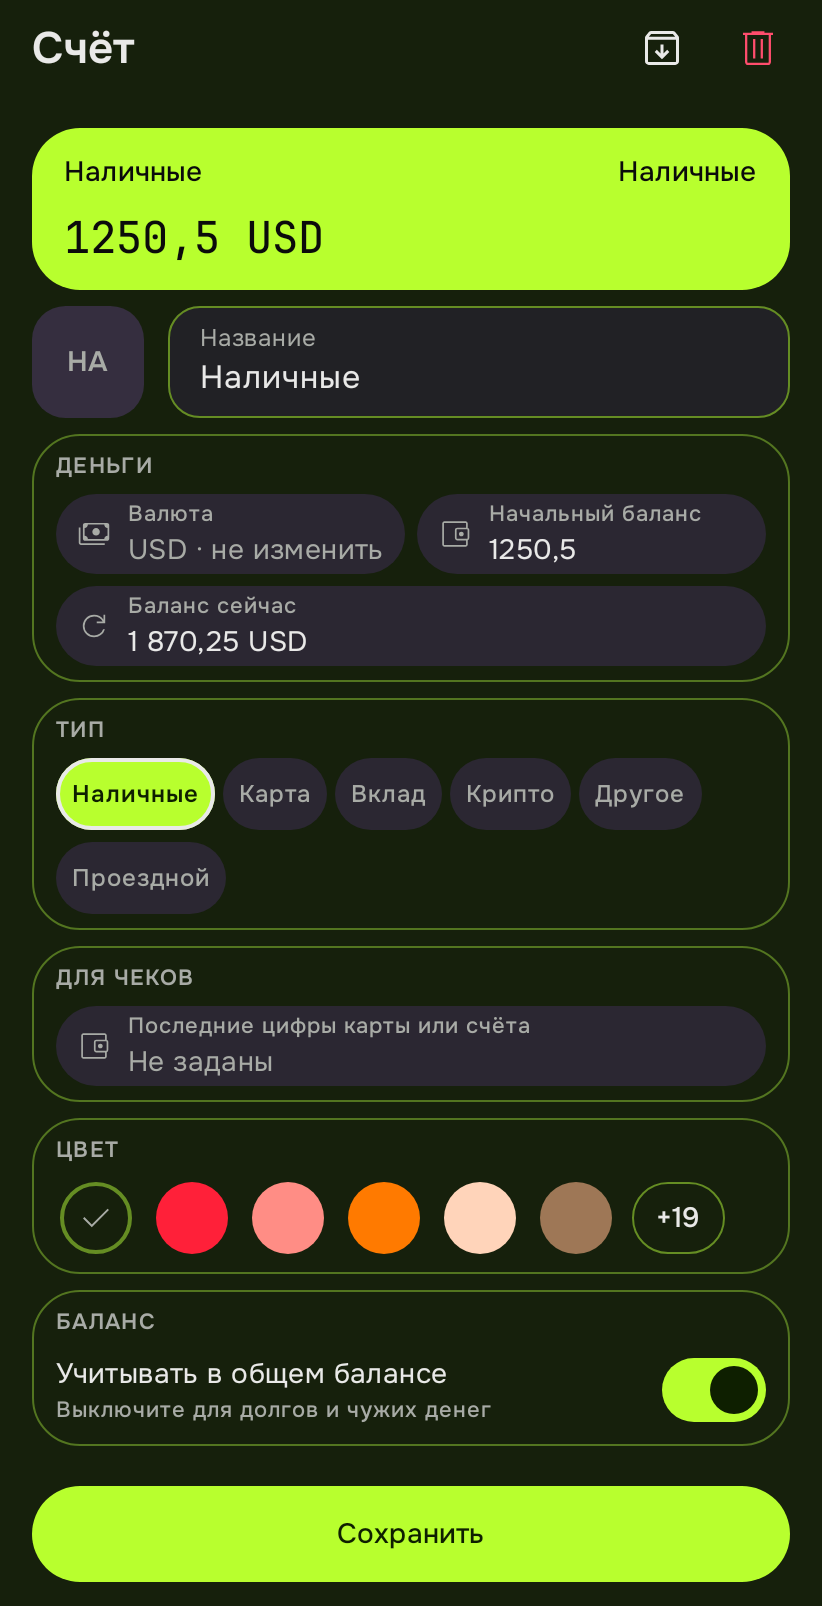 Счёт
Наличные Наличные
1250,5 USD
НА
Название
Наличные
ДЕНЬГИ
Валюта
USD · не изменить
Начальный баланс
1250,5
Баланс сейчас
1 870,25 USD
ТИП
Наличные Карта Вклад Крипто Другое
Проездной
ДЛЯ ЧЕКОВ
Последние цифры карты или счёта
Не заданы
ЦВЕТ
+19
БАЛАНС
Учитывать в общем балансе
Выключите для долгов и чужих денег
Сохранить